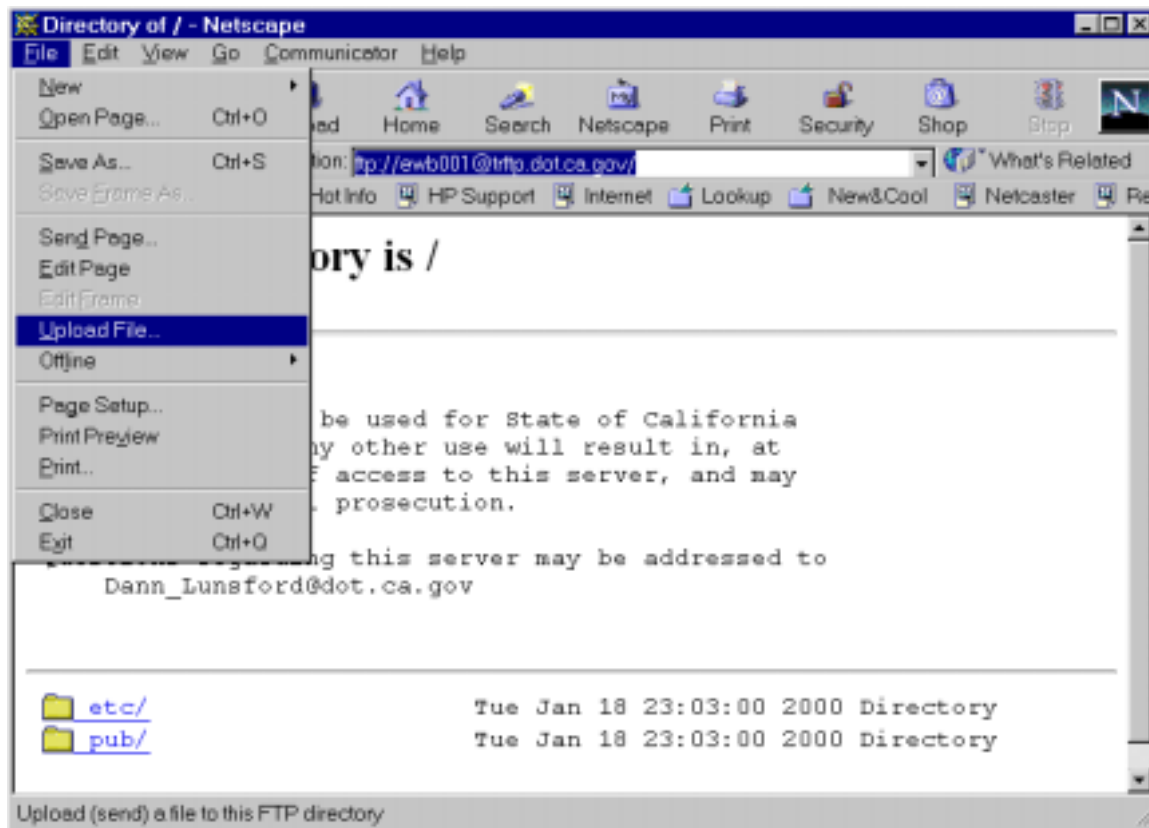 Directory of / - Netscape
File Edit View Go Communicator Help
New
Open Page... Ctrl+O
Save As... Ctrl+S
Save Frame As...
Send Page...
Edit Page
Edit Frame
Upload File...
Offline
Page Setup...
Print Preview
Print...
Close Ctrl+W
Exit Ctrl+Q
ad Home Search Netscape Print Security Shop Stop
tion: ftp://ewb001@trftp.dot.ca.gov/ What's Related
Hot Info HP Support Internet Lookup New&Cool Netcaster Re
ory is /
be used for State of California
ny other use will result in, at
f access to this server, and may
prosecution.
ng this server may be addressed to
Dann_Lunsford@dot.ca.gov
etc/ Tue Jan 18 23:03:00 2000 Directory
pub/ Tue Jan 18 23:03:00 2000 Directory
Upload (send) a file to this FTP directory